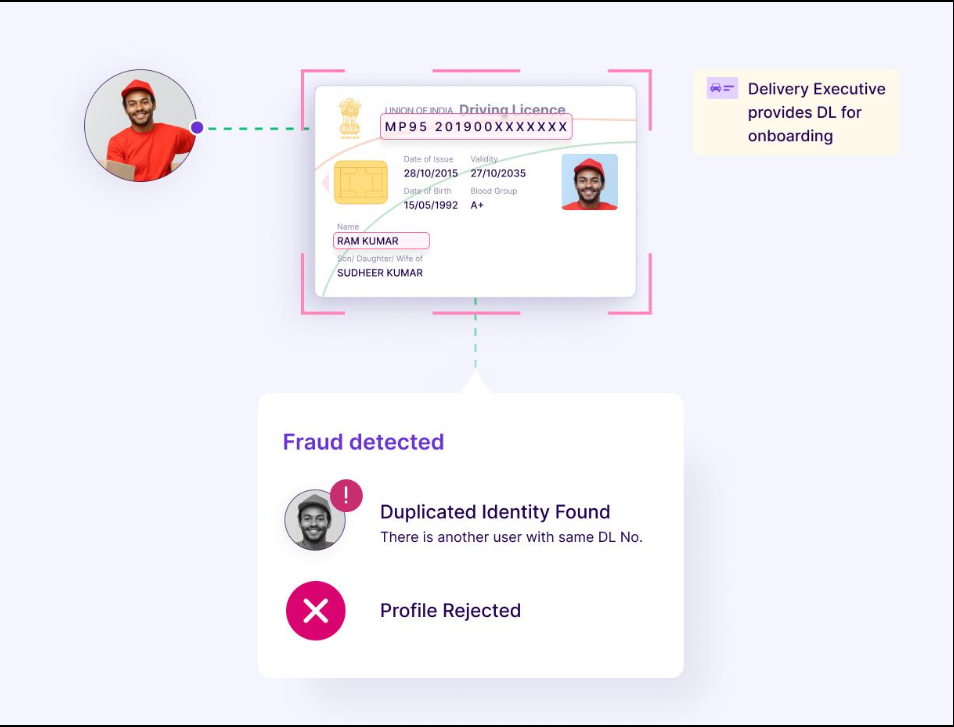 Delivery Executive
provides DL for
onboarding
UNION OF INDIA Driving Licence
MP95 201900XXXXXXX
Date of Issue Validity
28/10/2015 27/10/2035
Date of Birth Blood Group
15/05/1992 A+
Name
RAM KUMAR
Son/ Daughter/ Wife of
SUDHEER KUMAR
Fraud detected
!
Duplicated Identity Found
There is another user with same DL No.
Profile Rejected